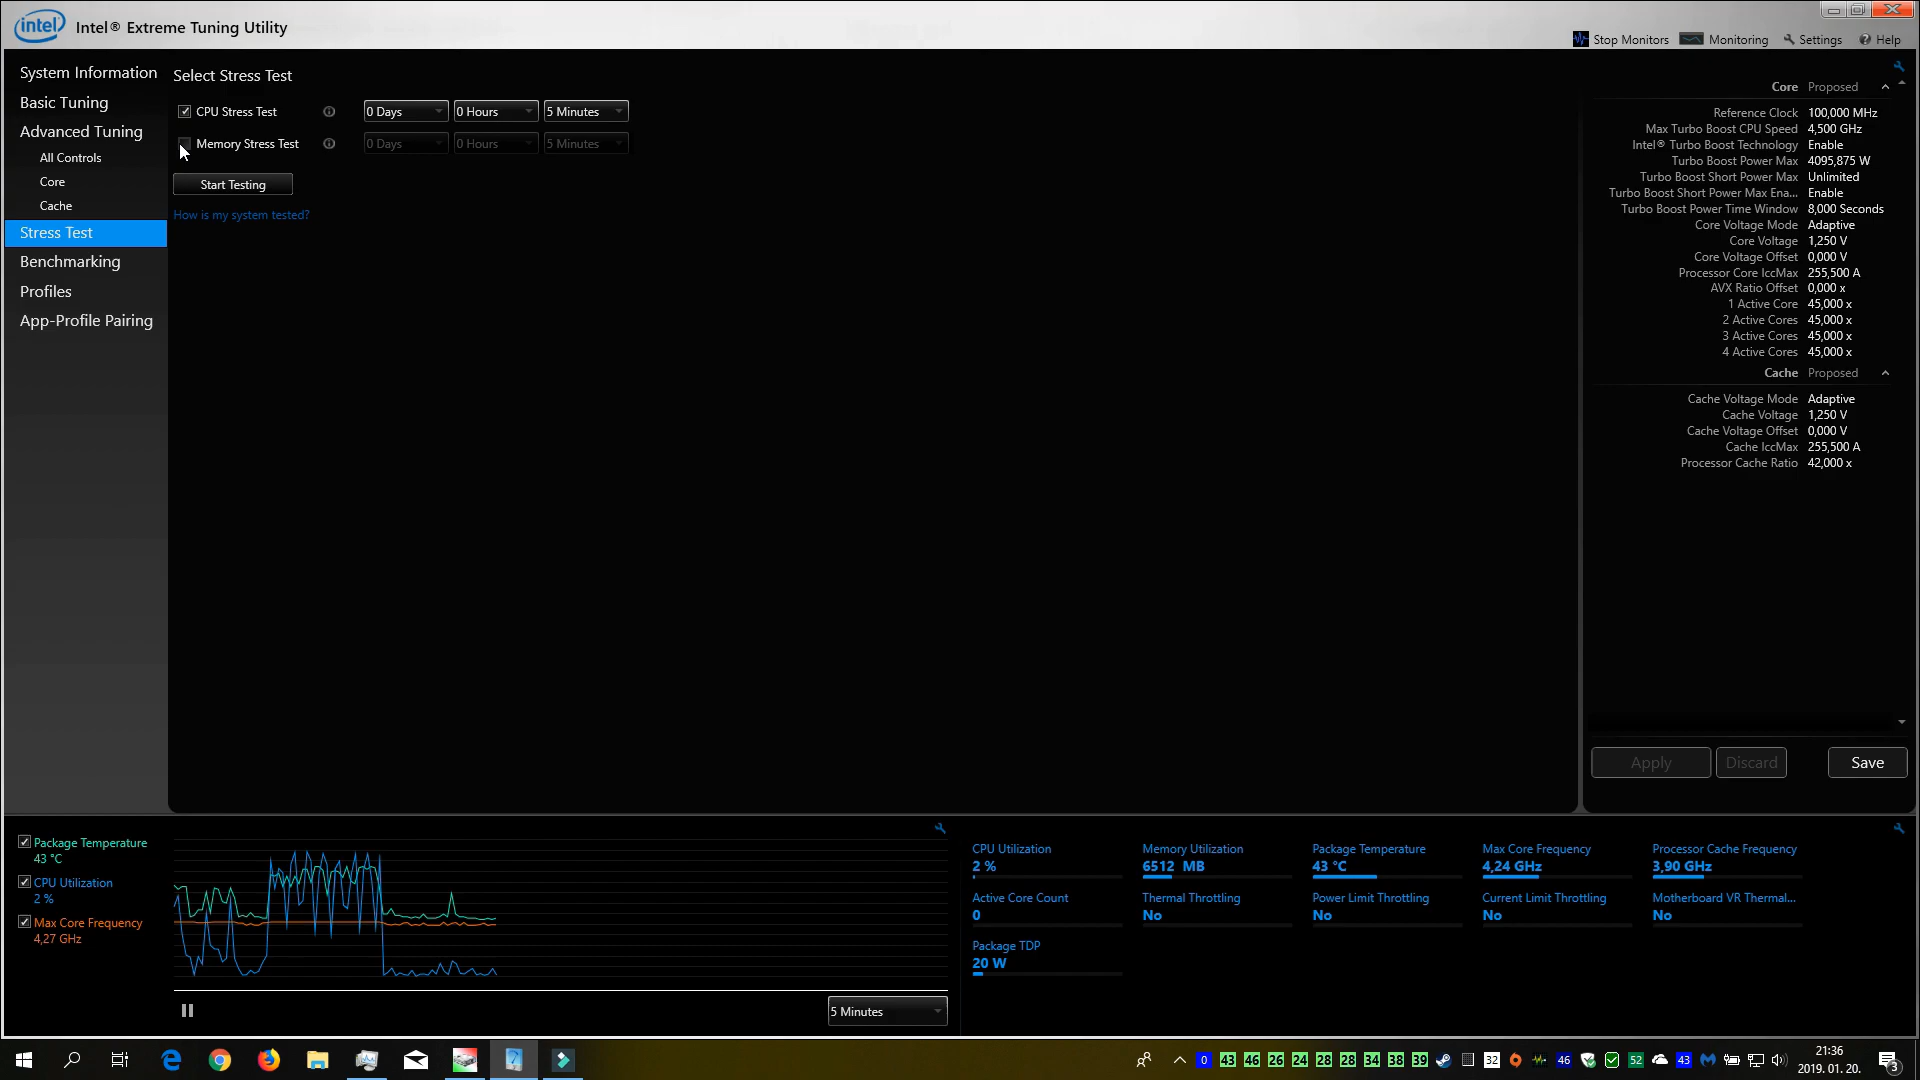 intel
Intel® Extreme Tuning Utility
Stop Monitors
Monitoring
Settings
Help
System Information
Basic Tuning
Advanced Tuning
All Controls
Core
Cache
Stress Test
Benchmarking
Profiles
App-Profile Pairing
Select Stress Test
CPU Stress Test 0 Days 0 Hours 5 Minutes
Memory Stress Test 0 Days 0 Hours 5 Minutes
Start Testing
How is my system tested?
Core Proposed
Reference Clock 100,000 MHz
Max Turbo Boost CPU Speed 4,500 GHz
Intel® Turbo Boost Technology Enable
Turbo Boost Power Max 4095,875 W
Turbo Boost Short Power Max Unlimited
Turbo Boost Short Power Max Ena... Enable
Turbo Boost Power Time Window 8,000 Seconds
Core Voltage Mode Adaptive
Core Voltage 1,250 V
Core Voltage Offset 0,000 V
Processor Core IccMax 255,500 A
AVX Ratio Offset 0,000 x
1 Active Core 45,000 x
2 Active Cores 45,000 x
3 Active Cores 45,000 x
4 Active Cores 45,000 x
Cache Proposed
Cache Voltage Mode Adaptive
Cache Voltage 1,250 V
Cache Voltage Offset 0,000 V
Cache IccMax 255,500 A
Processor Cache Ratio 42,000 x
Apply
Discard
Save
Package Temperature
43 °C
CPU Utilization
2 %
Max Core Frequency
4,27 GHz
5 Minutes
CPU Utilization
2 %
Memory Utilization
6512 MB
Package Temperature
43 °C
Max Core Frequency
4,24 GHz
Processor Cache Frequency
3,90 GHz
Active Core Count
0
Thermal Throttling
No
Power Limit Throttling
No
Current Limit Throttling
No
Motherboard VR Thermal...
No
Package TDP
20 W
0 43 46 26 24 28 28 34 38 39 32 46 52 43
21:36
2019. 01. 20.
3